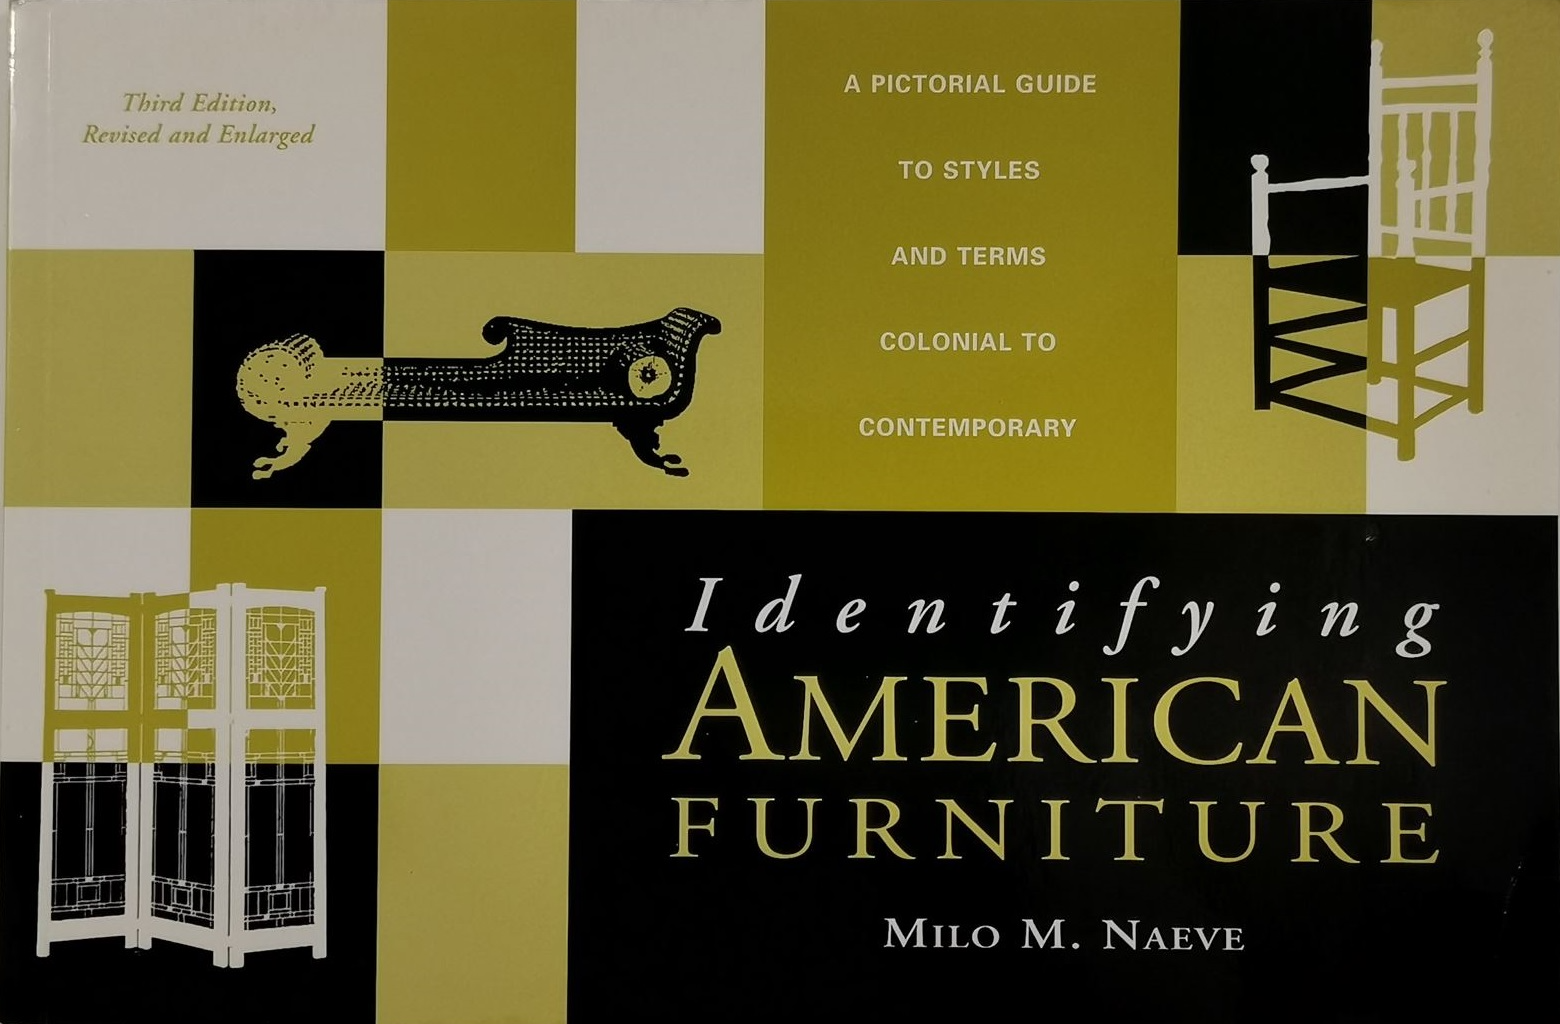 Third Edition,
Revised and Enlarged
A PICTORIAL GUIDE
TO STYLES
AND TERMS
COLONIAL TO
CONTEMPORARY
Identifying
AMERICAN
FURNITURE
MILO M. NAEVE